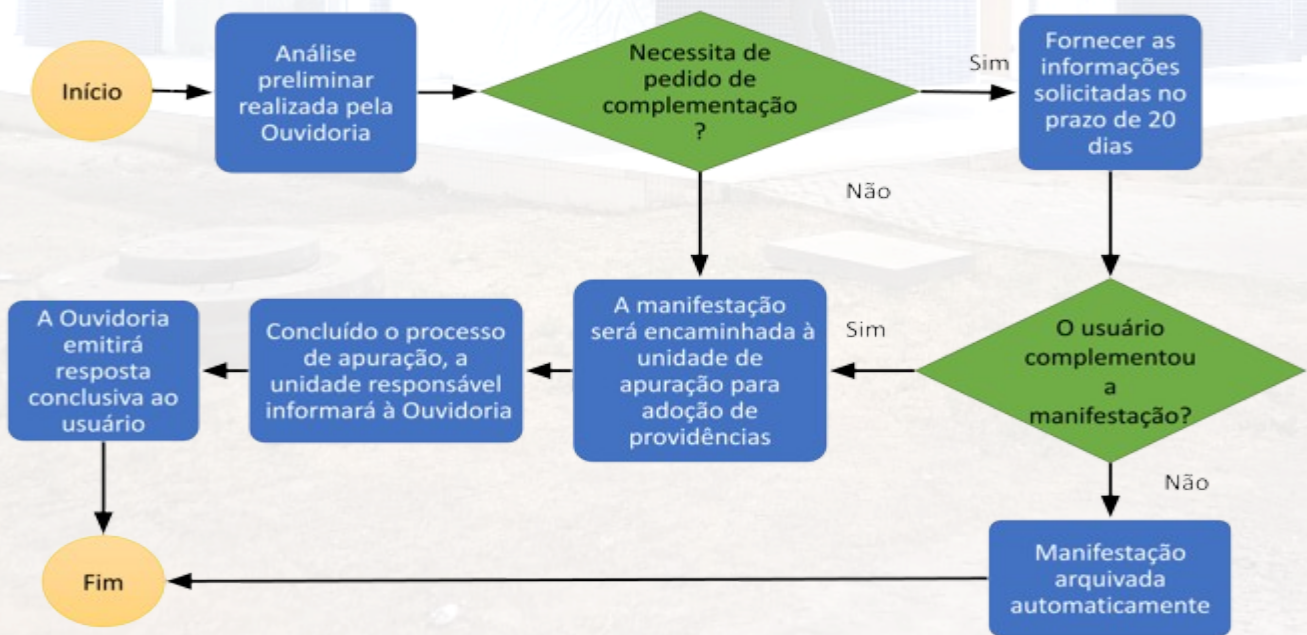 Início
Análise
preliminar
realizada pela
Ouvidoria
Necessita de
pedido de
complementação
?
Sim
Fornecer as
informações
solicitadas no
prazo de 20
dias
Não
O usuário
complementou
a
manifestação?
Sim
A manifestação
será encaminhada à
unidade de
apuração para
adoção de
providências
Concluído o processo
de apuração, a
unidade responsável
informará à Ouvidoria
A Ouvidoria
emitirá
resposta
conclusiva ao
usuário
Não
Manifestação
arquivada
automaticamente
Fim